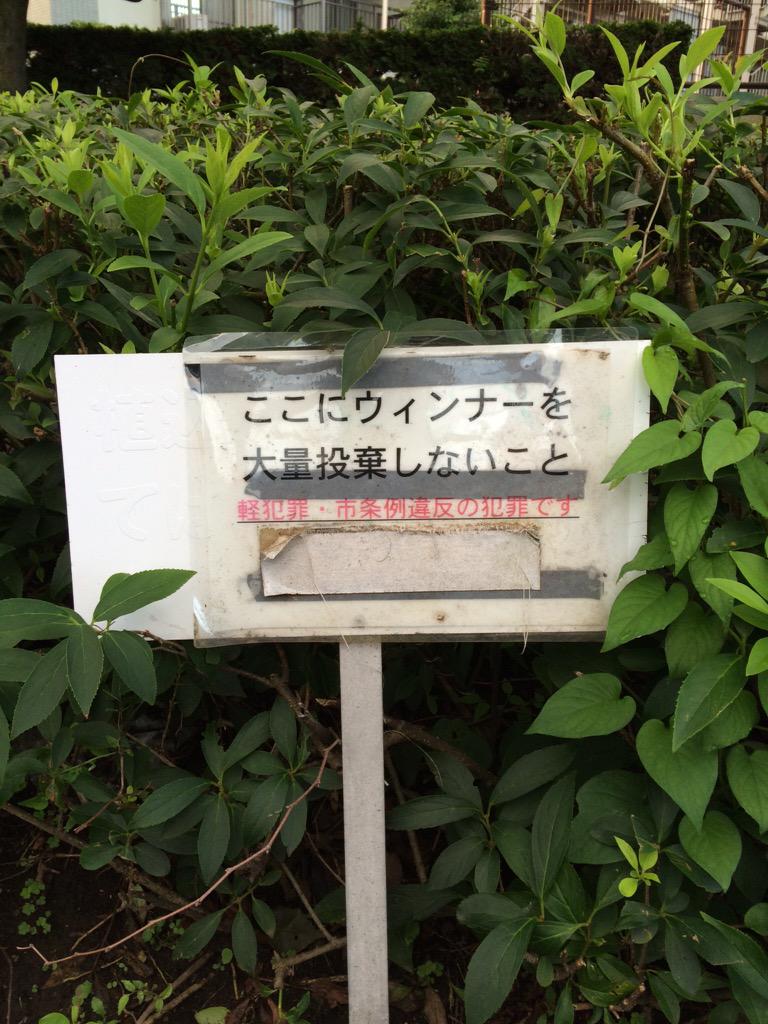 ここにウィンナーを
大量投棄しないこと
軽犯罪・市条例違反の犯罪です